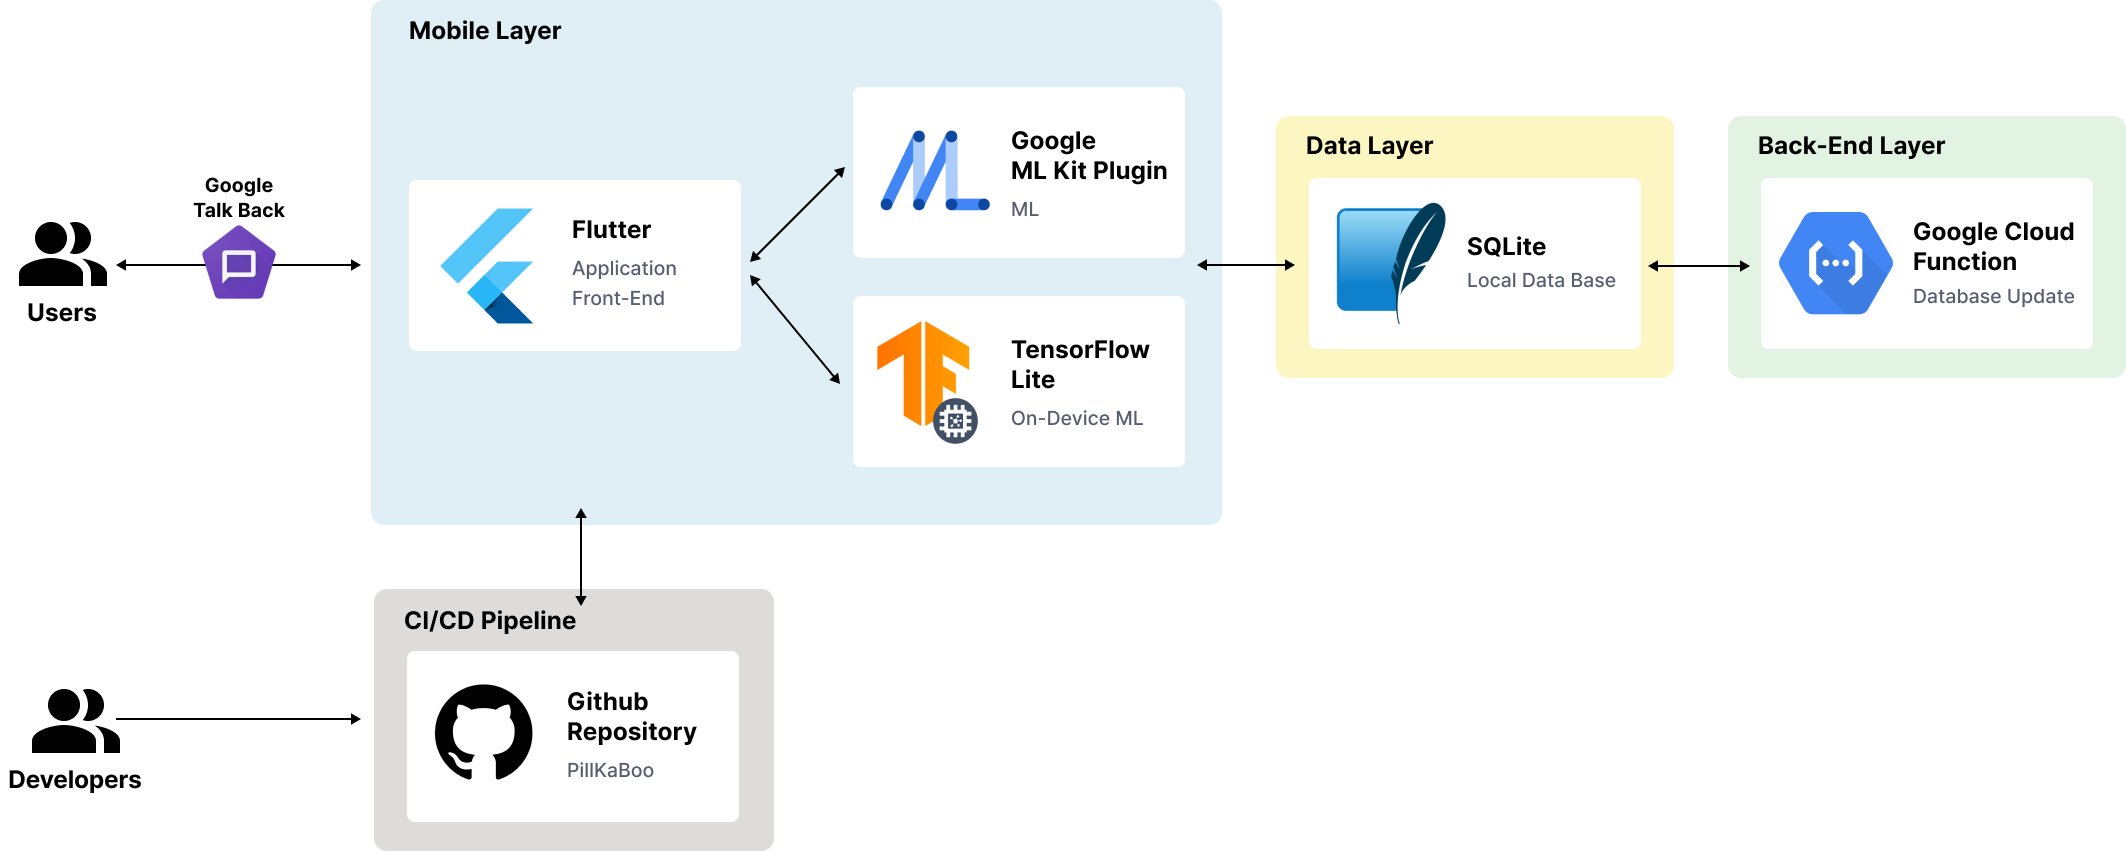 Mobile Layer
Google
Talk Back
Users
Flutter
Application
Front-End
Google
ML Kit Plugin
ML
TensorFlow
Lite
On-Device ML
Data Layer
SQLite
Local Data Base
Back-End Layer
Google Cloud
Function
Database Update
CI/CD Pipeline
Github
Repository
PillKaBoo
Developers